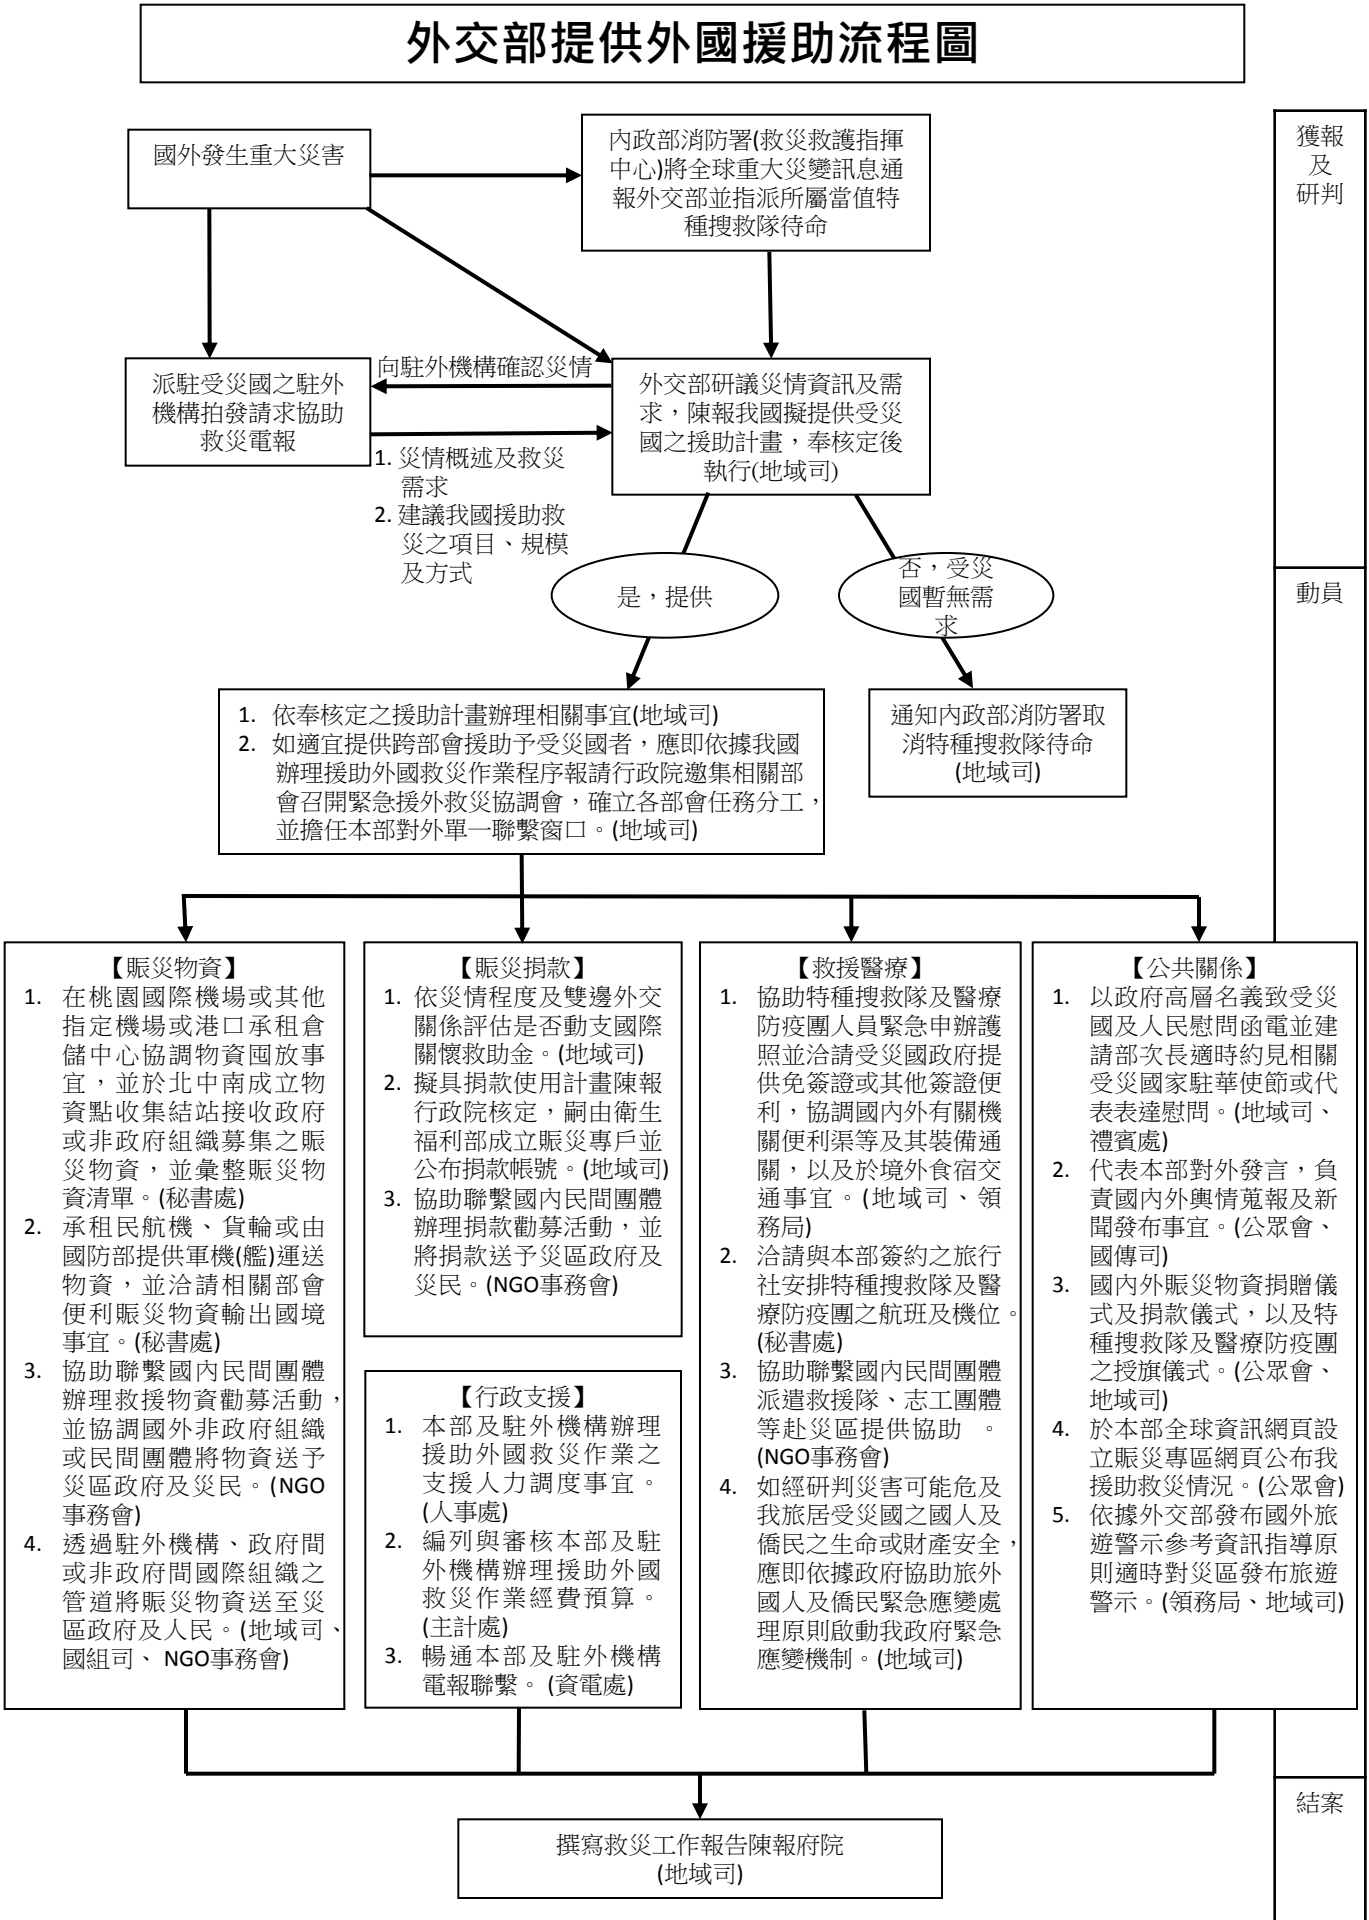 外交部提供外國援助流程圖
國外發生重大災害
內政部消防署(救災救護指揮
中心)將全球重大災變訊息通
報外交部並指派所屬當值特
種搜救隊待命
獲報
及
研判
派駐受災國之駐外
機構拍發請求協助
救災電報
向駐外機構確認災情
1. 災情概述及救災
需求
2. 建議我國援助救
災之項目、規模
及方式
外交部研議災情資訊及需
求，陳報我國擬提供受災
國之援助計畫，奉核定後
執行(地域司)
是，提供
否，受災
國暫無需
求
動員
1. 依奉核定之援助計畫辦理相關事宜(地域司)
2. 如適宜提供跨部會援助予受災國者，應即依據我國
辦理援助外國救災作業程序報請行政院邀集相關部
會召開緊急援外救災協調會，確立各部會任務分工，
並擔任本部對外單一聯繫窗口。(地域司)
通知內政部消防署取
消特種搜救隊待命
(地域司)
【賑災物資】
1. 在桃園國際機場或其他
指定機場或港口承租倉
儲中心協調物資囤放事
宜，並於北中南成立物
資點收集結站接收政府
或非政府組織募集之賑
災物資，並彙整賑災物
資清單。(秘書處)
2. 承租民航機、貨輪或由
國防部提供軍機(艦)運送
物資，並洽請相關部會
便利賑災物資輸出國境
事宜。(秘書處)
3. 協助聯繫國內民間團體
辦理救援物資勸募活動，
並協調國外非政府組織
或民間團體將物資送予
災區政府及災民。(NGO
事務會)
4. 透過駐外機構、政府間
或非政府間國際組織之
管道將賑災物資送至災
區政府及人民。(地域司、
國組司、 NGO事務會)
【賑災捐款】
1. 依災情程度及雙邊外交
關係評估是否動支國際
關懷救助金。(地域司)
2. 擬具捐款使用計畫陳報
行政院核定，嗣由衛生
福利部成立賑災專戶並
公布捐款帳號。(地域司)
3. 協助聯繫國內民間團體
辦理捐款勸募活動，並
將捐款送予災區政府及
災民。(NGO事務會)
【行政支援】
1. 本部及駐外機構辦理
援助外國救災作業之
支援人力調度事宜。
(人事處)
2. 編列與審核本部及駐
外機構辦理援助外國
救災作業經費預算。
(主計處)
3. 暢通本部及駐外機構
電報聯繫。 (資電處)
【救援醫療】
1. 協助特種搜救隊及醫療
防疫團人員緊急申辦護
照並洽請受災國政府提
供免簽證或其他簽證便
利，協調國內外有關機
關便利渠等及其裝備通
關，以及於境外食宿交
通事宜。(地域司、領
務局)
2. 洽請與本部簽約之旅行
社安排特種搜救隊及醫
療防疫團之航班及機位。
(秘書處)
3. 協助聯繫國內民間團體
派遣救援隊、志工團體
等赴災區提供協助 。
(NGO事務會)
4. 如經研判災害可能危及
我旅居受災國之國人及
僑民之生命或財產安全，
應即依據政府協助旅外
國人及僑民緊急應變處
理原則啟動我政府緊急
應變機制。(地域司)
【公共關係】
1. 以政府高層名義致受災
國及人民慰問函電並建
請部次長適時約見相關
受災國家駐華使節或代
表表達慰問。(地域司、
禮賓處)
2. 代表本部對外發言，負
責國內外輿情蒐報及新
聞發布事宜。(公眾會、
國傳司)
3. 國內外賑災物資捐贈儀
式及捐款儀式，以及特
種搜救隊及醫療防疫團
之授旗儀式。(公眾會、
地域司)
4. 於本部全球資訊網頁設
立賑災專區網頁公布我
援助救災情況。(公眾會)
5. 依據外交部發布國外旅
遊警示參考資訊指導原
則適時對災區發布旅遊
警示。(領務局、地域司)
結案
撰寫救災工作報告陳報府院
(地域司)